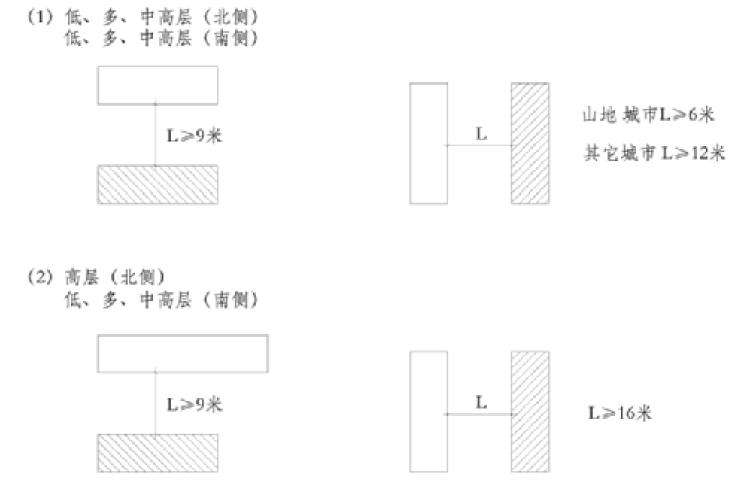 (1) 低、多、中高层 (北侧)
低、多、中高层 (南侧)
L≥9米
L
山地 城市L≥6米
其它城市 L≥12米
(2) 高层 (北侧)
低、多、中高层 (南侧)
L≥9米
L
L≥16米